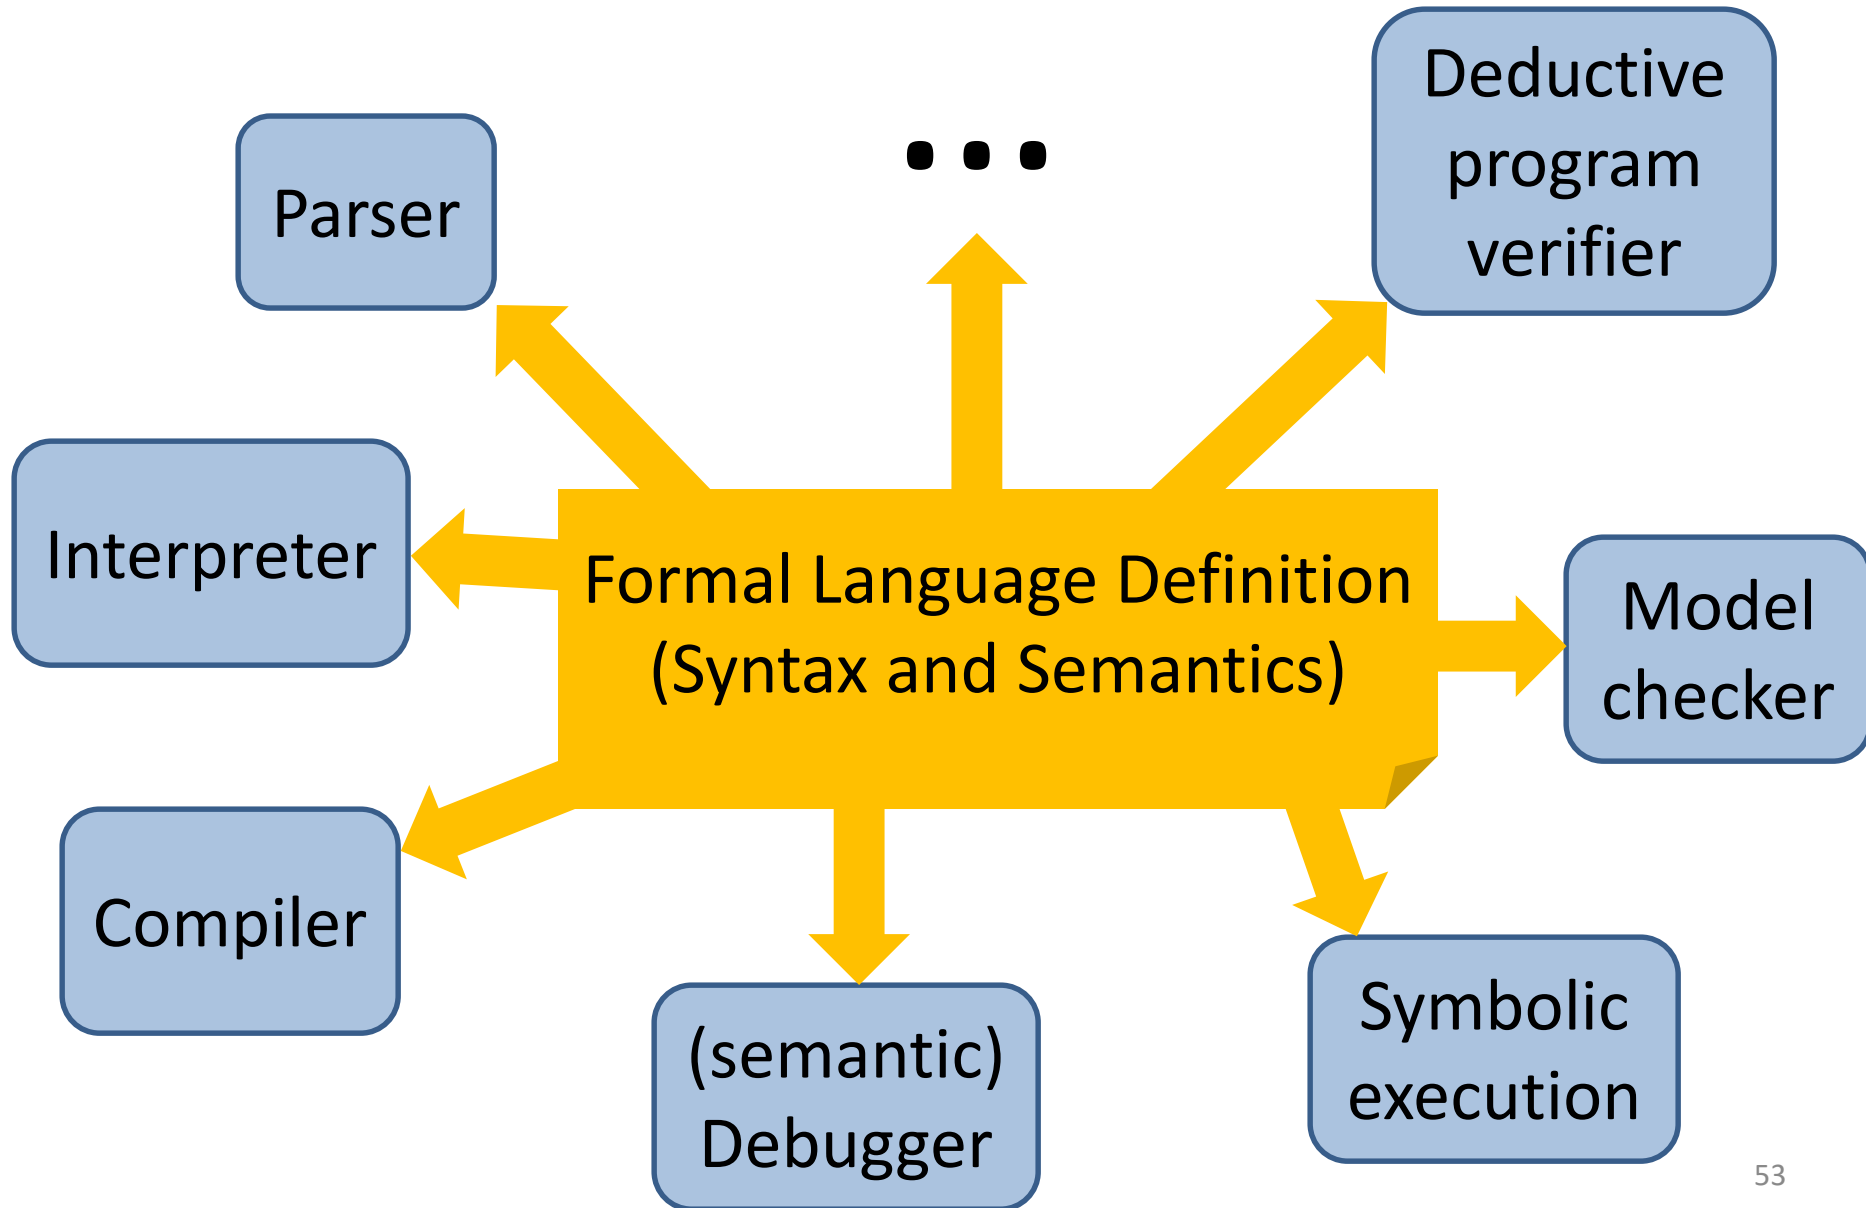 Parser
...
Deductive
program
verifier
Interpreter
Formal Language Definition
(Syntax and Semantics)
Model
checker
Compiler
(semantic)
Debugger
Symbolic
execution
53